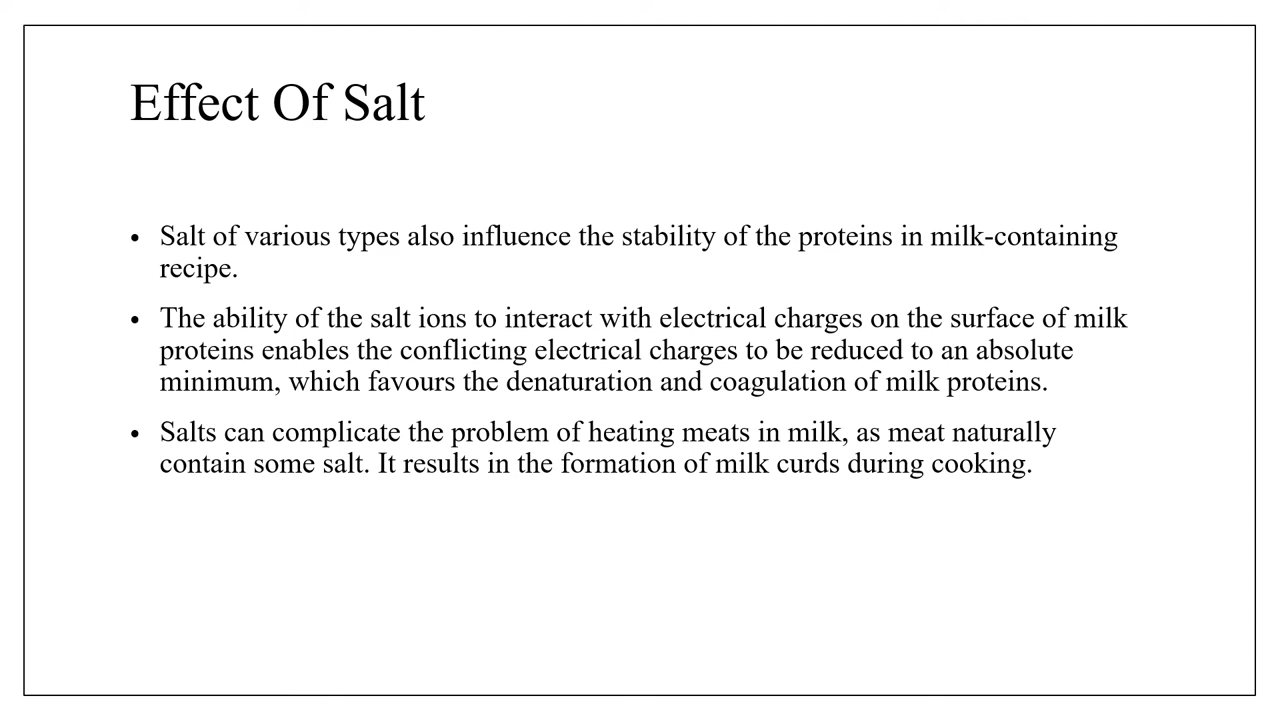 Effect Of Salt
• Salt of various types also influence the stability of the proteins in milk-containing
recipe.
• The ability of the salt ions to interact with electrical charges on the surface of milk
proteins enables the conflicting electrical charges to be reduced to an absolute
minimum, which favours the denaturation and coagulation of milk proteins.
• Salts can complicate the problem of heating meats in milk, as meat naturally
contain some salt. It results in the formation of milk curds during cooking.